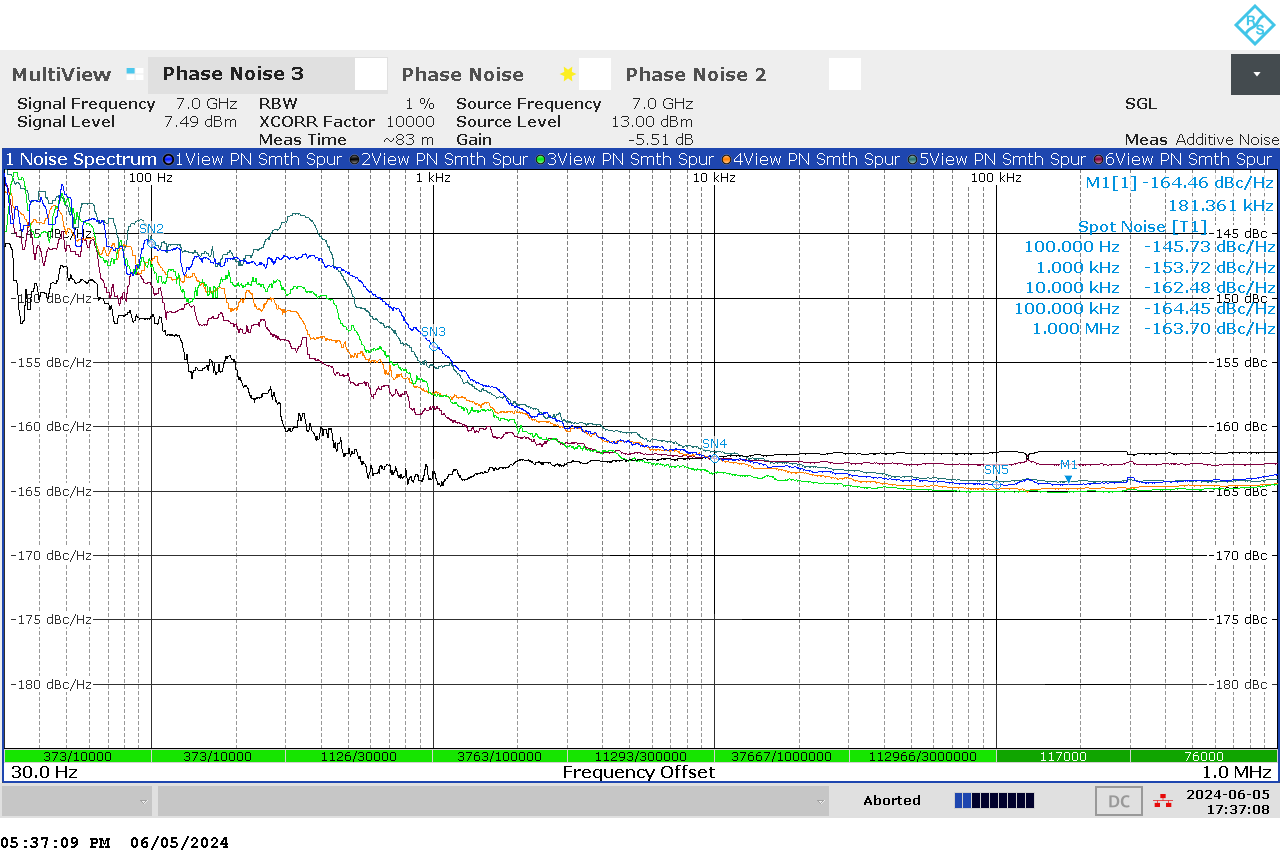 R S
MultiView Phase Noise 3 Phase Noise Phase Noise 2
Signal Frequency 7.0 GHz RBW 1 % Source Frequency 7.0 GHz SGL
Signal Level 7.49 dBm XCORR Factor 10000 Source Level 13.00 dBm
Meas Time ~83 m Gain -5.51 dB Meas Additive Noise
1 Noise Spectrum 1View PN Smth Spur 2View PN Smth Spur 3View PN Smth Spur 4View PN Smth Spur 5View PN Smth Spur 6View PN Smth Spur
100 Hz 1 kHz 10 kHz 100 kHz
M1[1] -164.46 dBc/Hz
181.361 kHz
Spot Noise [T1]
SN2
-145 dBc/Hz -145 dBc
100.000 Hz -145.73 dBc/Hz
1.000 kHz -153.72 dBc/Hz
10.000 kHz -162.48 dBc/Hz
-150 dBc/Hz -150 dBc
100.000 kHz -164.45 dBc/Hz
1.000 MHz -163.70 dBc/Hz
SN3
-155 dBc/Hz -155 dBc
-160 dBc/Hz -160 dBc
SN4
SN5 M1
-165 dBc/Hz -165 dBc
-170 dBc/Hz -170 dBc
-175 dBc/Hz -175 dBc
-180 dBc/Hz -180 dBc
373/10000 373/10000 1126/30000 3763/100000 11293/300000 37667/1000000 112966/3000000 117000 76000
30.0 Hz Frequency Offset 1.0 MHz
Aborted DC 2024-06-05
17:37:08
05:37:09 PM 06/05/2024